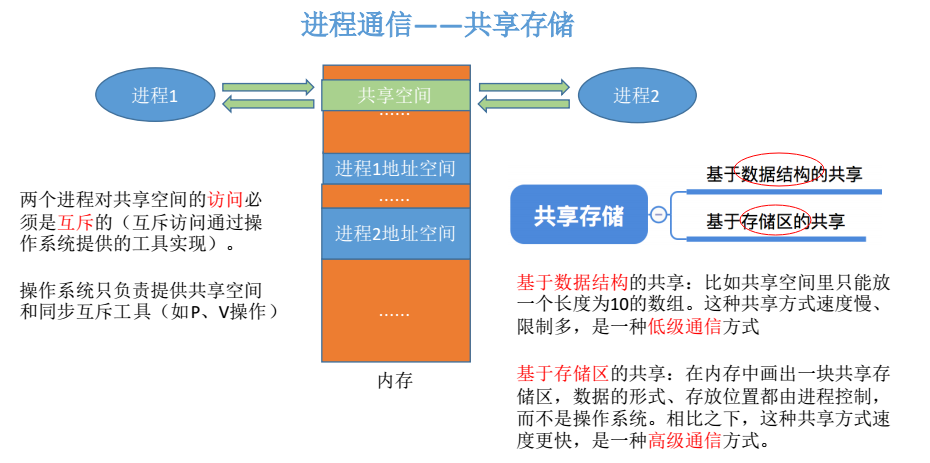 进程通信——共享存储
进程1
共享空间
进程2
......
进程1地址空间
......
进程2地址空间
......
内存
两个进程对共享空间的访问必
须是互斥的（互斥访问通过操
作系统提供的工具实现）。
操作系统只负责提供共享空间
和同步互斥工具（如P、V操作）
共享存储
基于数据结构的共享
基于存储区的共享
基于数据结构的共享：比如共享空间里只能放
一个长度为10的数组。这种共享方式速度慢、
限制多，是一种低级通信方式
基于存储区的共享：在内存中画出一块共享存
储区，数据的形式、存放位置都由进程控制，
而不是操作系统。相比之下，这种共享方式速
度更快，是一种高级通信方式。